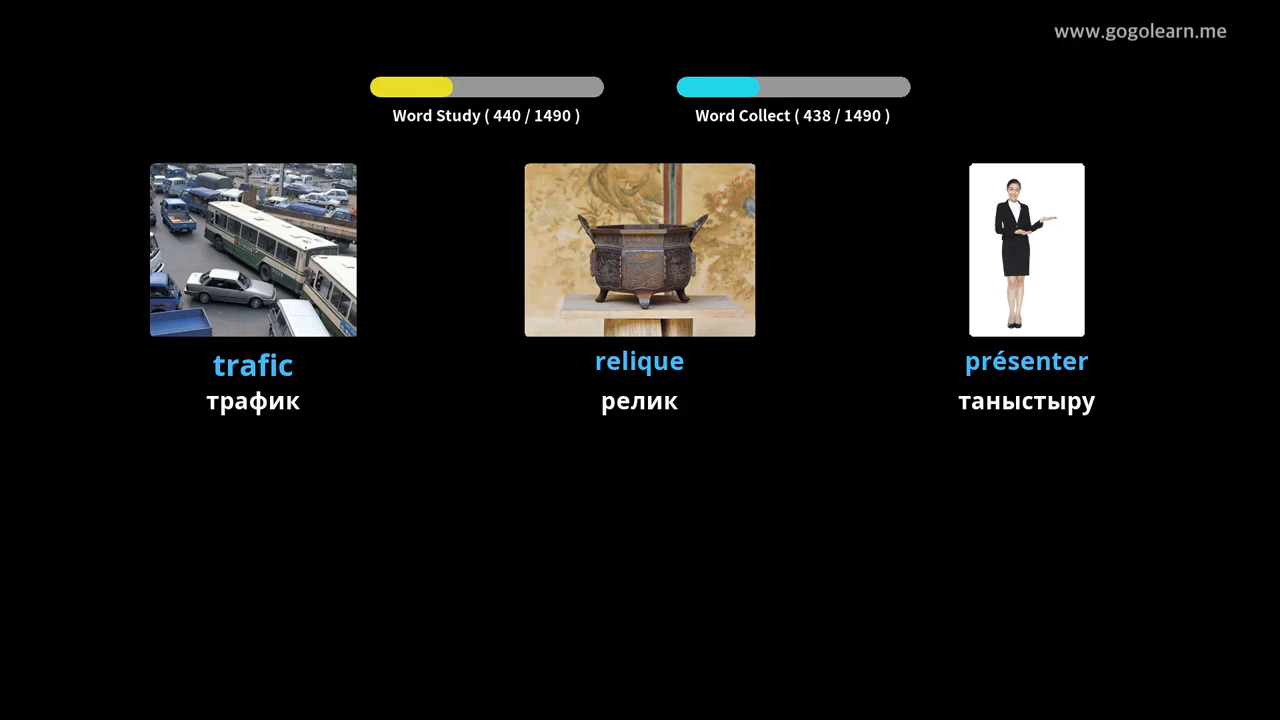 www.gogolearn.me
Word Study ( 440 / 1490 )
Word Collect ( 438 / 1490 )
trafic
трафик
relique
релик
présenter
таныстыру